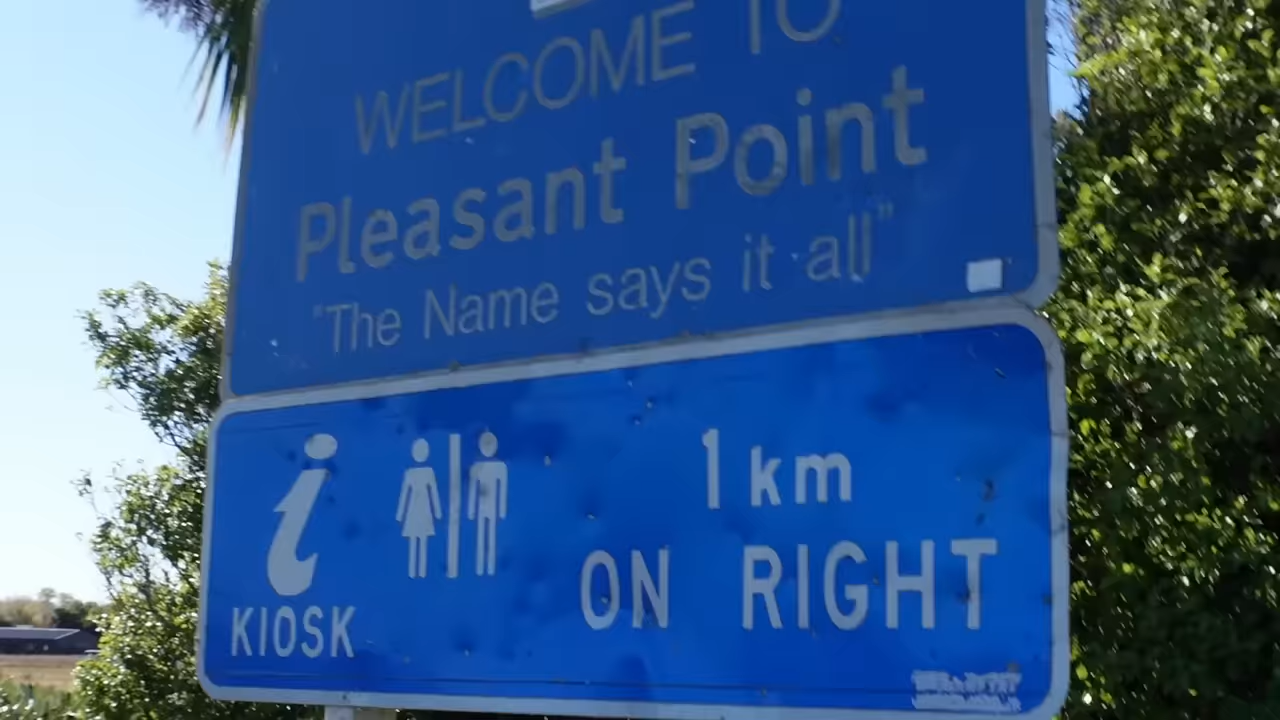 WELCOME TO
Pleasant Point
"The Name says it all"
i
KIOSK
1 km
ON RIGHT